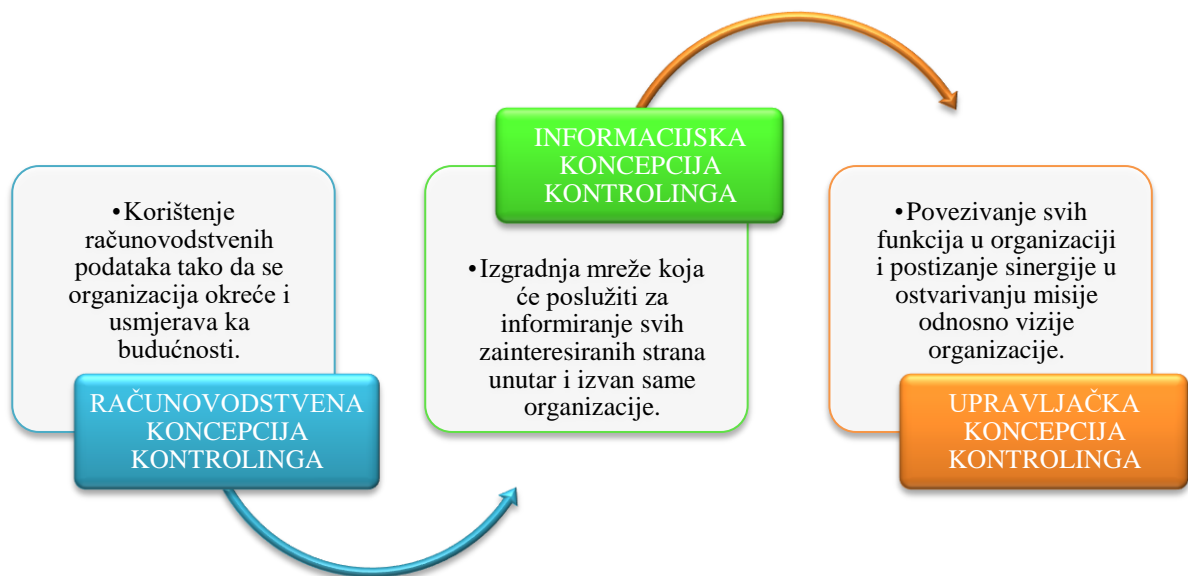 •Korištenje
računovodstvenih
podataka tako da se
organizacija okreće i
usmjerava ka
budućnosti.
RAČUNOVODSTVENA
KONCEPCIJA
KONTROLINGA
INFORMACIJSKA
KONCEPCIJA
KONTROLINGA
•Izgradnja mreže koja
će poslužiti za
informiranje svih
zainteresiranih strana
unutar i izvan same
organizacije.
•Povezivanje svih
funkcija u organizaciji
i postizanje sinergije u
ostvarivanju misije
odnosno vizije
organizacije.
UPRAVLJAČKA
KONCEPCIJA
KONTROLINGA